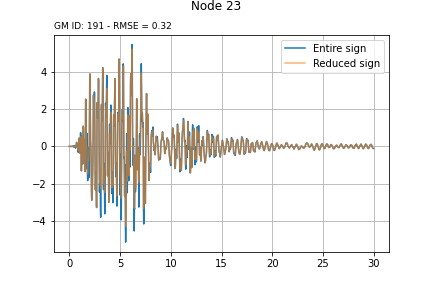 Node 23
GM ID: 191 - RMSE = 0.32
Entire sign
Reduced sign
4
2
0
−2
−4
0 5 10 15 20 25 30